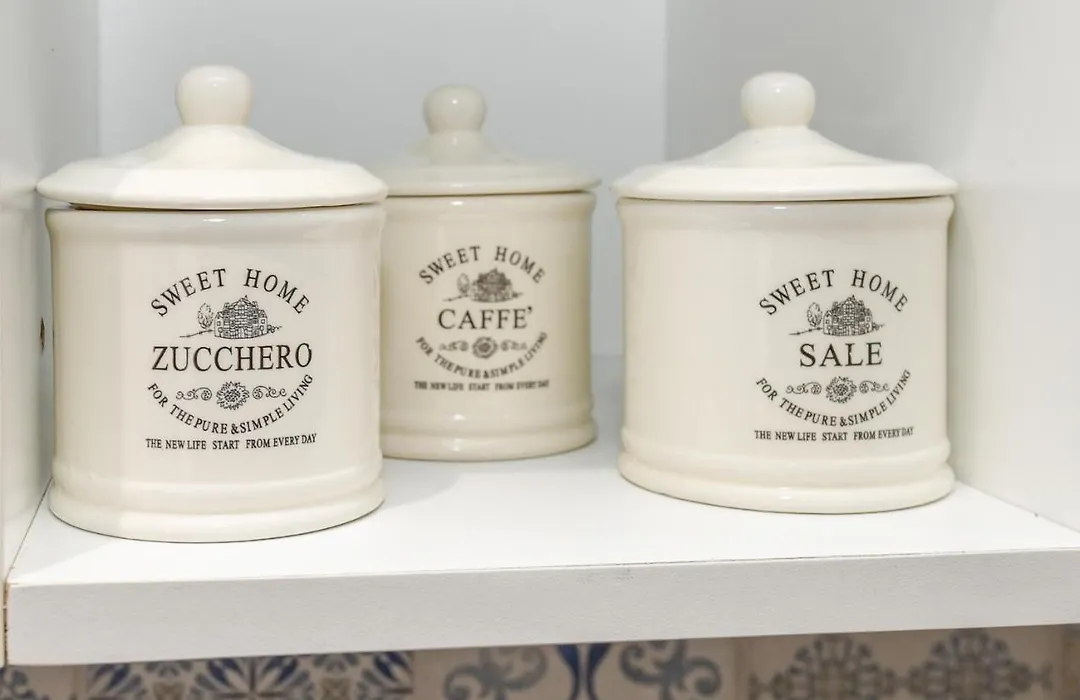 SWEET HOME
ZUCCHERO
FOR THE PURE & SIMPLE LIVING
THE NEW LIFE START FROM EVERY DAY
SWEET HOME
CAFFE'
FOR THE PURE & SIMPLE LIVING
THE NEW LIFE START FROM EVERY DAY
SWEET HOME
SALE
FOR THE PURE & SIMPLE LIVING
THE NEW LIFE START FROM EVERY DAY